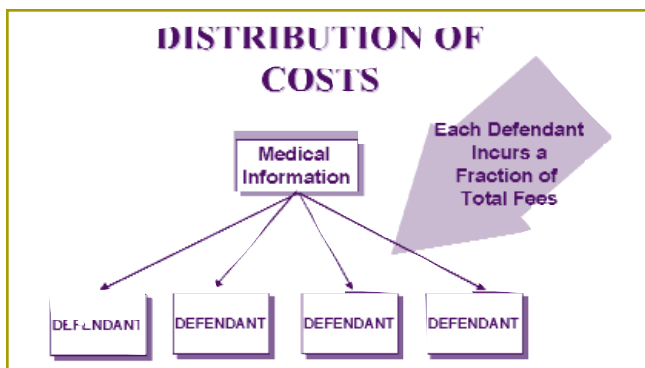 DISTRIBUTION OF
COSTS
Each Defendant
Incurs a
Fraction of
Total Fees
Medical
Information
DEFENDANT
DEFENDANT
DEFENDANT
DEFENDANT